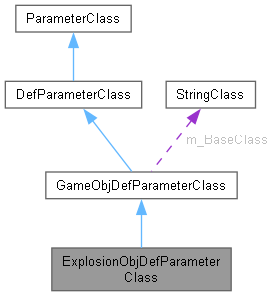 ParameterClass
DefParameterClass
StringClass
m_BaseClass
GameObjDefParameterClass
ExplosionObjDefParameter
Class